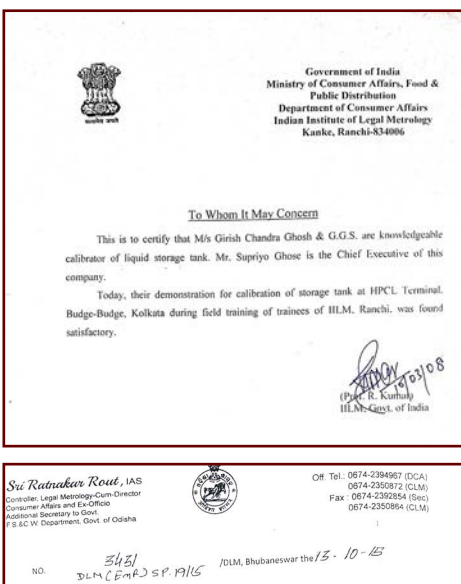 सत्यमेव जयते
Government of India
Ministry of Consumer Affairs, Food &
Public Distribution
Department of Consumer Affairs
Indian Institute of Legal Metrology
Kanke, Ranchi-834006
To Whom It May Concern
This is to certify that M/s Girish Chandra Ghosh & G.G.S. are knowledgeable
calibrator of liquid storage tank. Mr. Supriyo Ghose is the Chief Executive of this
company.
Today, their demonstration for calibration of storage tank at HPCL Terminal,
Budge-Budge, Kolkata during field training of trainees of IILM, Ranchi, was found
satisfactory.
(Prof. R. Kumar)
IILM, Govt. of India
Sri Ratnakar Rout, IAS
Controller, Legal Metrology-Cum-Director
Consumer Affairs and Ex-Officio
Additional Secretary to Govt.
F.S.&C.W. Department, Govt. of Odisha
Off. Tel.: 0674-2394967 (DCA)
0674-2350872 (CLM)
Fax : 0674-2392854 (Sec)
0674-2350864 (CLM)
NO. 3431 /DLM, Bhubaneswar the 13-10-15
DLM (EMR) SP.19/15